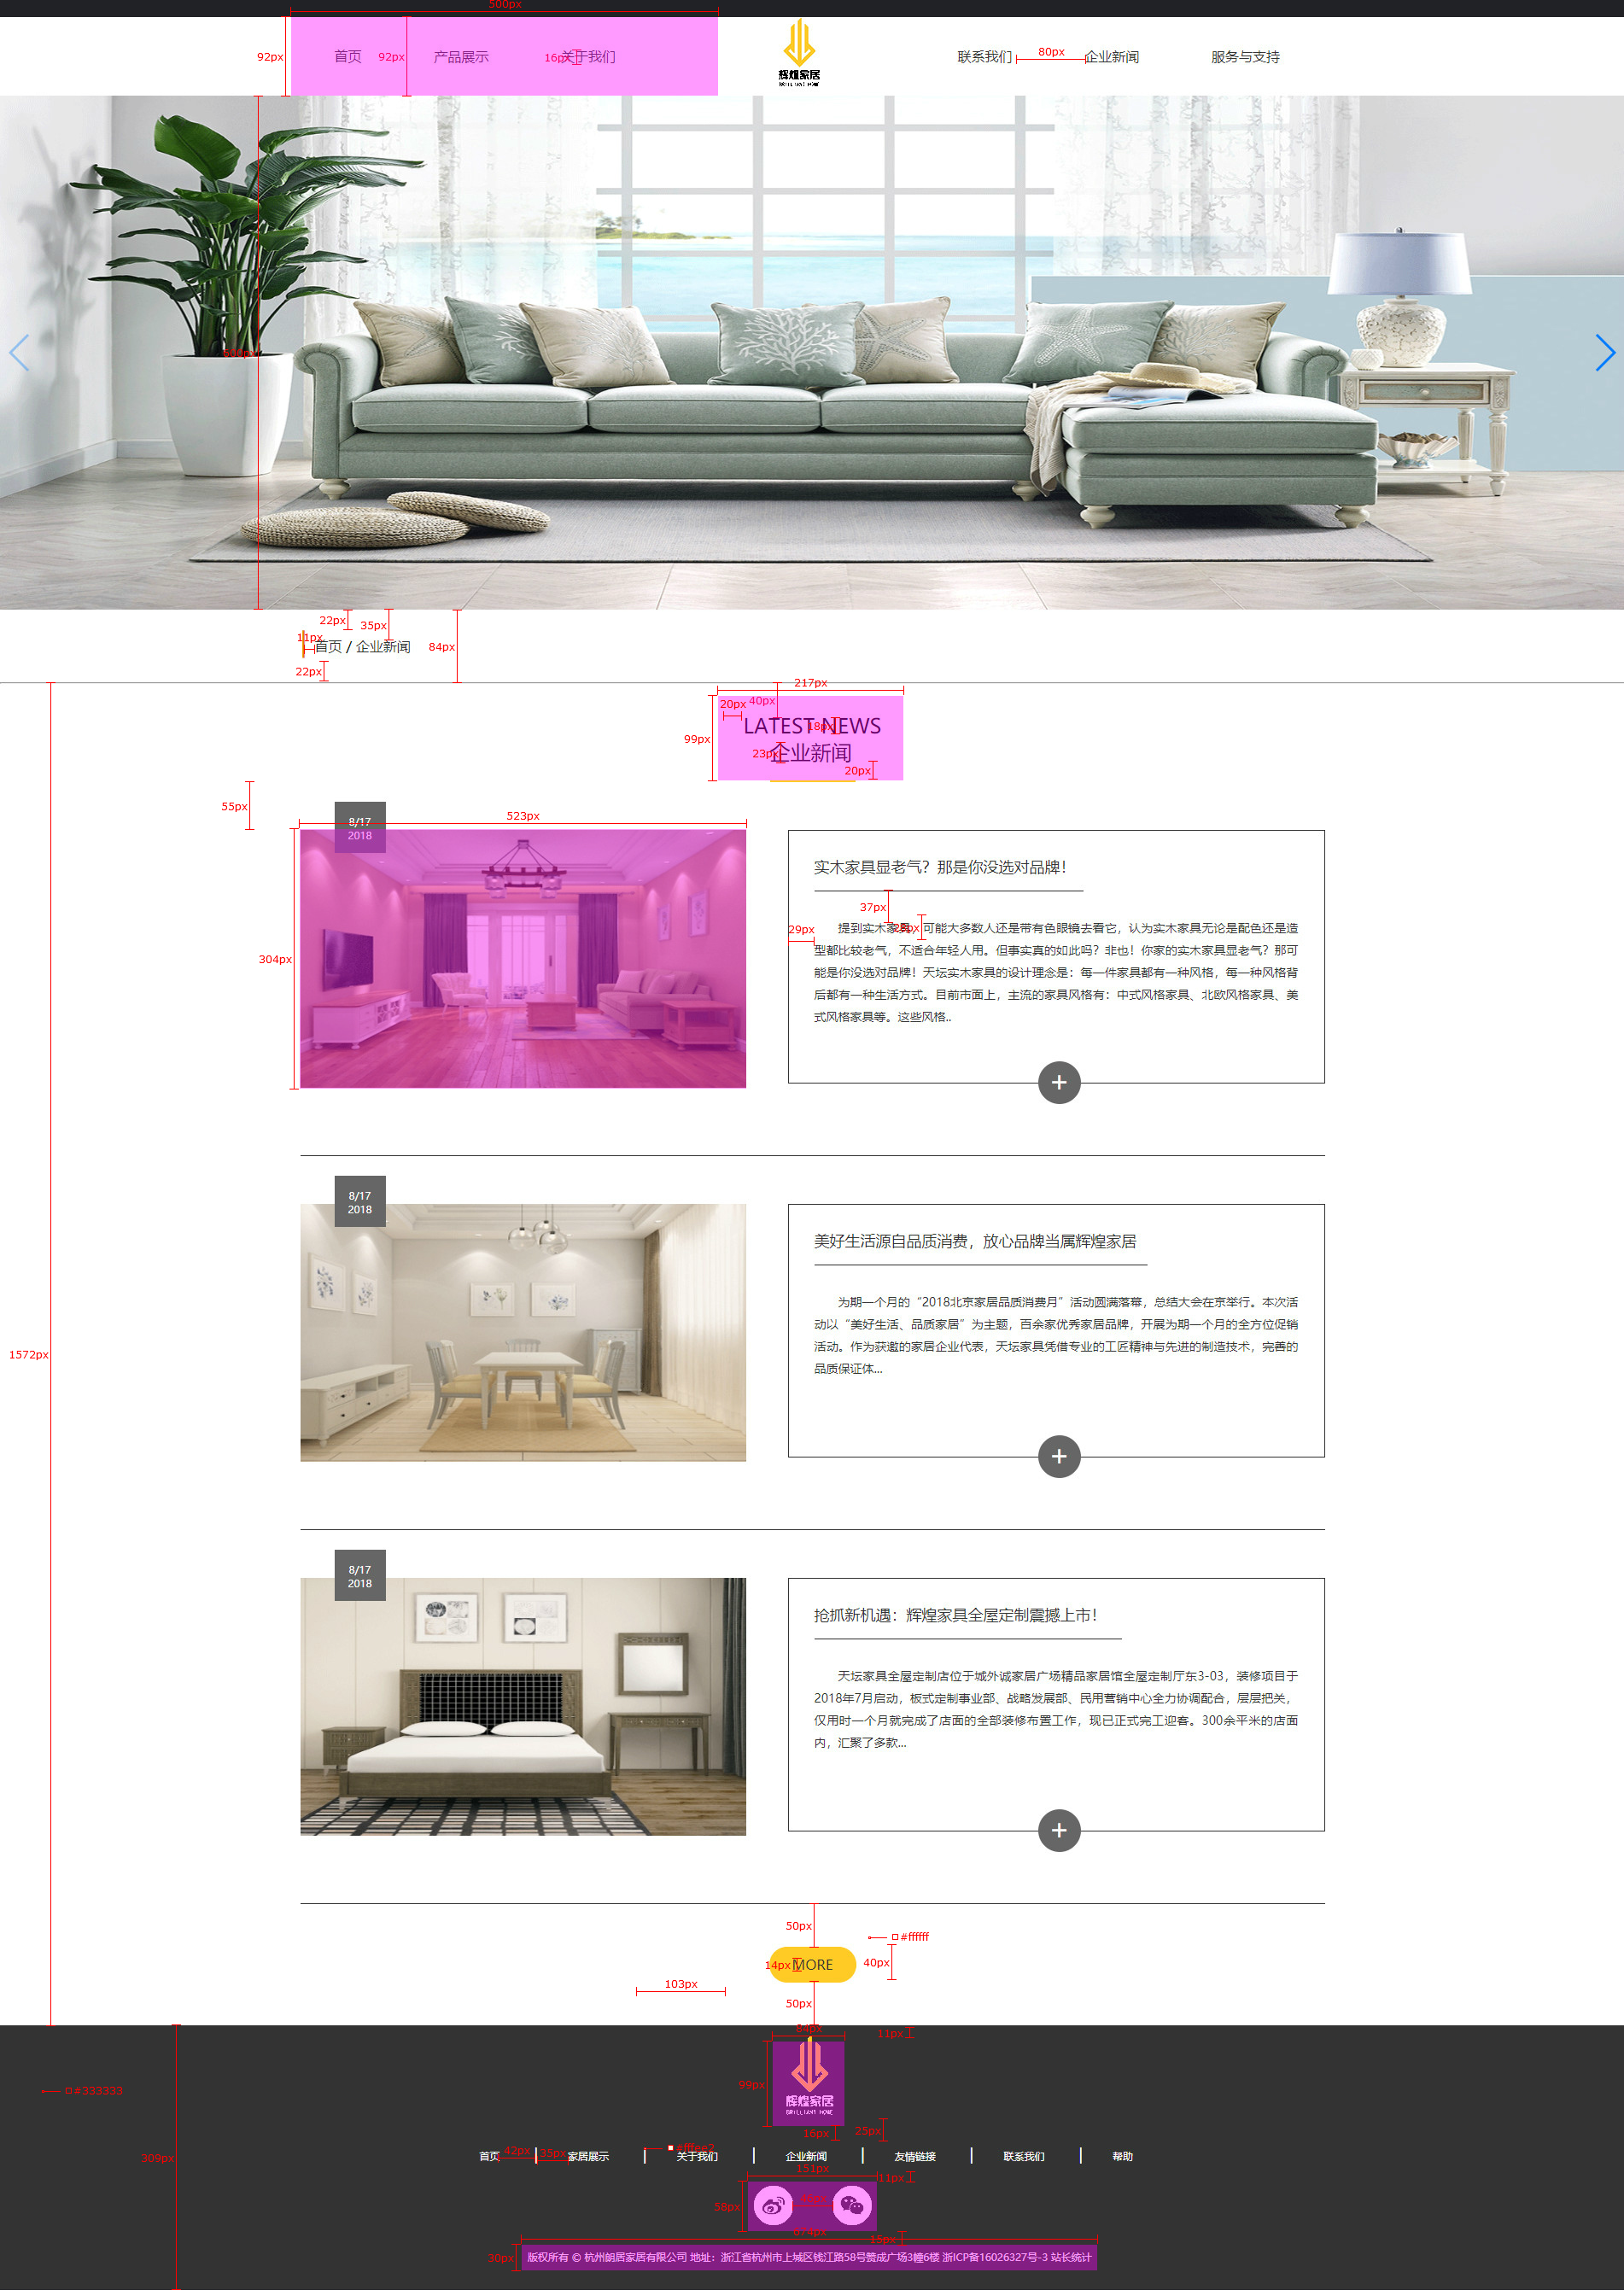 500px
92px
首页
92px
产品展示
16px
关于我们
辉煌家居
BRILLIANT HOME
联系我们
80px
企业新闻
服务与支持
22px
35px
11px
首页 / 企业新闻
84px
22px
217px
20px
40px
LATEST NEWS
18px
99px
23px
企业新闻
20px
55px
8/17
2018
523px
304px
实木家具显老气？那是你没选对品牌！
37px
29px
提到实木家具，可能大多数人还是带有色眼镜去看它，认为实木家具无论是配色还是造
型都比较老气，不适合年轻人用。但事实真的如此吗？非也！你家的实木家具显老气？那可
能是你没选对品牌！天坛实木家具的设计理念是：每一件家具都有一种风格，每一种风格背
后都有一种生活方式。目前市面上，主流的家具风格有：中式风格家具、北欧风格家具、美
式风格家具等。这些风格..
+
8/17
2018
美好生活源自品质消费，放心品牌当属辉煌家居
为期一个月的“2018北京家居品质消费月”活动圆满落幕，总结大会在京举行。本次活
动以“美好生活、品质家居”为主题，百余家优秀家居品牌，开展为期一个月的全方位促销
活动。作为获邀的家居企业代表，天坛家具凭借专业的工匠精神与先进的制造技术，完善的
品质保证体...
+
1572px
8/17
2018
抢抓新机遇：辉煌家具全屋定制震撼上市！
天坛家具全屋定制店位于城外诚家居广场精品家居馆全屋定制厅东3-03，装修项目于
2018年7月启动，板式定制事业部、战略发展部、民用营销中心全力协调配合，层层把关，
仅用时一个月就完成了店面的全部装修布置工作，现已正式完工迎客。300余平米的店面
内，汇聚了多款...
+
50px
#ffffff
14px
MORE
40px
103px
50px
11px
辉煌家居
BRILLIANT HOME
99px
#333333
16px
25px
309px
首页
42px
35px
家居展示
关于我们
企业新闻
友情链接
联系我们
帮助
151px
11px
58px
674px
15px
30px
版权所有 © 杭州朗居家居有限公司 地址：浙江省杭州市上城区钱江路58号赞成广场3幢6楼 浙ICP备16026327号-3 站长统计